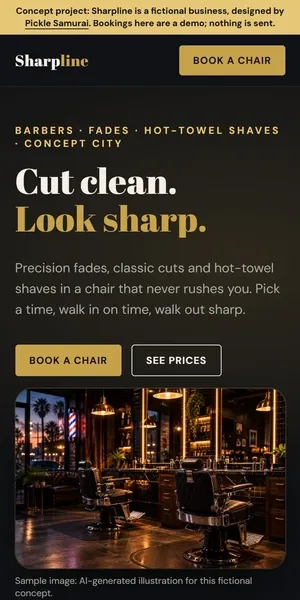 Concept project: Sharpline is a fictional business, designed by
Pickle Samurai. Bookings here are a demo; nothing is sent.
Sharpline
BOOK A CHAIR
BARBERS · FADES · HOT-TOWEL SHAVES
· CONCEPT CITY
Cut clean.
Look sharp.
Precision fades, classic cuts and hot-towel
shaves in a chair that never rushes you. Pick
a time, walk in on time, walk out sharp.
BOOK A CHAIR
SEE PRICES
Sample image: AI-generated illustration for this fictional
concept.